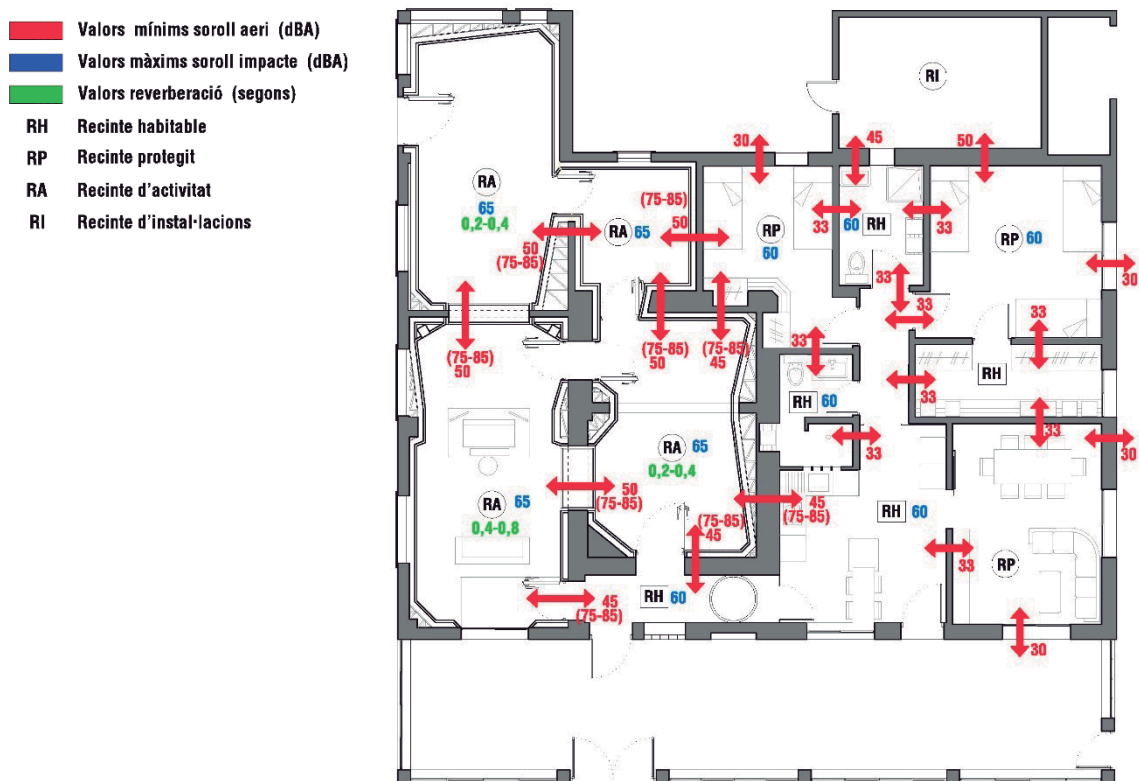 Valors mínims soroll aeri (dBA)
Valors màxims soroll impacte (dBA)
Valors reverberació (segons)
RH Recinte habitable
RP Recinte protegit
RA Recinte d'activitat
RI Recinte d'instal·lacions
RI
30
45
50
RA
65
0,2-0,4
(75-85)
50
RA 65
50
(75-85)
RP
60
33
60 RH
33
RP 60
30
33
33
33
(75-85)
50
(75-85)
50
(75-85)
45
33
RH
33
RH 60
33
33
30
RA 65
0,2-0,4
RA 65
0,4-0,8
50
(75-85)
(75-85)
45
45
(75-85)
RH 60
33
RP
45
(75-85)
RH 60
30